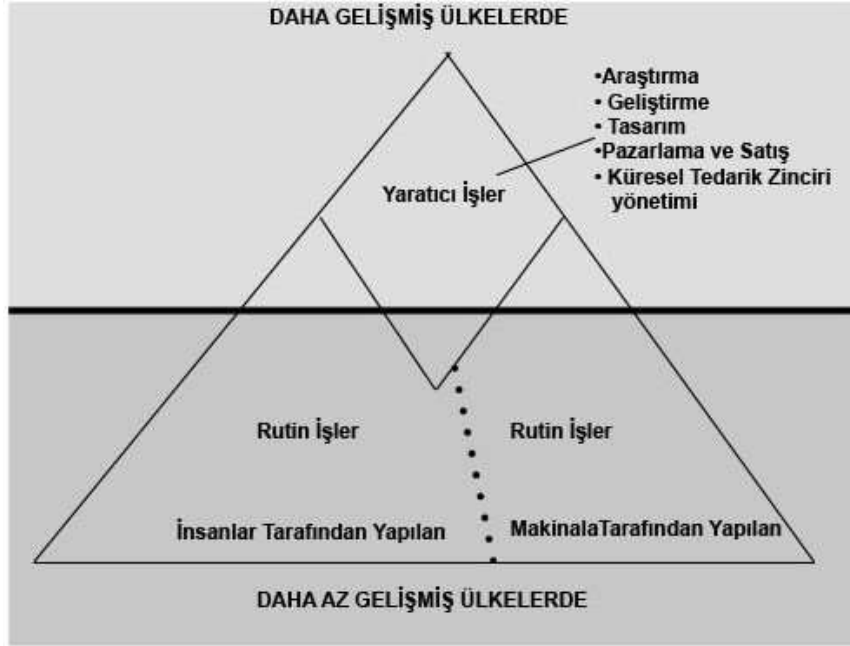 DAHA GELİŞMİŞ ÜLKELERDE
•Araştırma
• Geliştirme
• Tasarım
•Pazarlama ve Satış
• Küresel Tedarik Zinciri
yönetimi
Yaratıcı İşler
Rutin İşler
Rutin İşler
İnsanlar Tarafından Yapılan
MakinalaTarafından Yapılan
DAHA AZ GELİŞMİŞ ÜLKELERDE